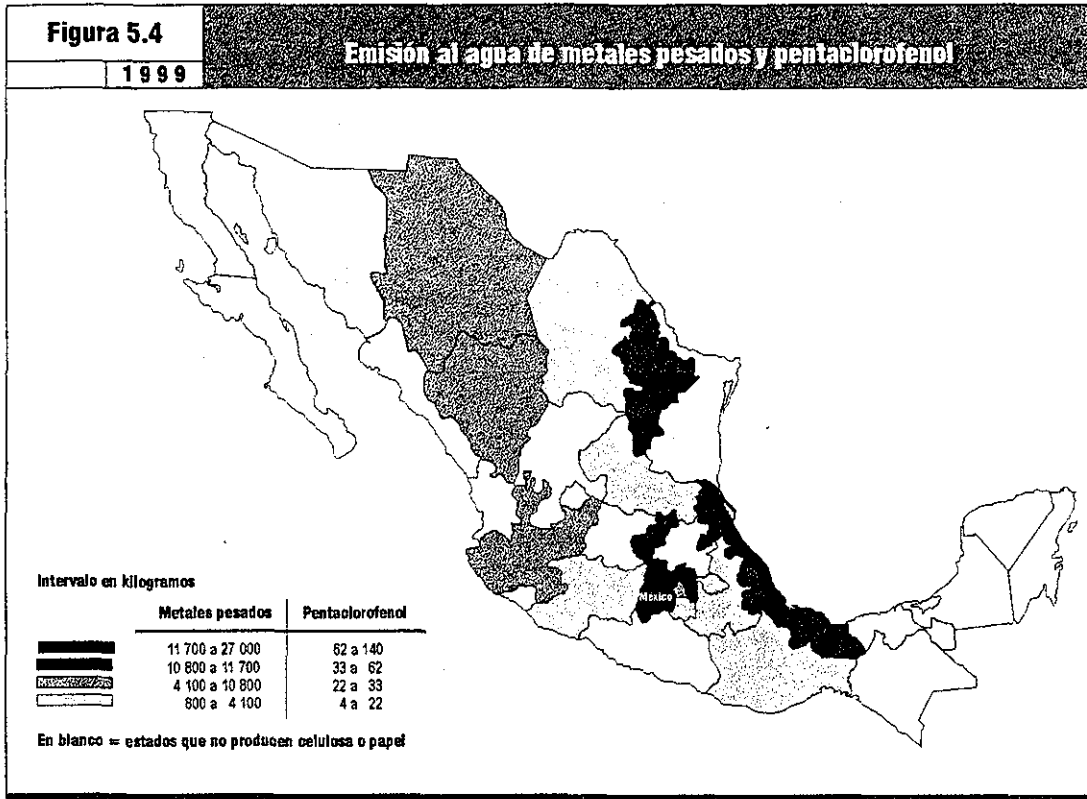 Figura 5.4
1999
Emisión al agua de metales pesados y pentaclorofenol
México
Intervalo en kilogramos
Metales pesados Pentaclorofenol
11 700 a 27 000 62 a 140
10 800 a 11 700 33 a 62
4 100 a 10 800 22 a 33
800 a 4 100 4 a 22
En blanco = estados que no producen celulosa o papel